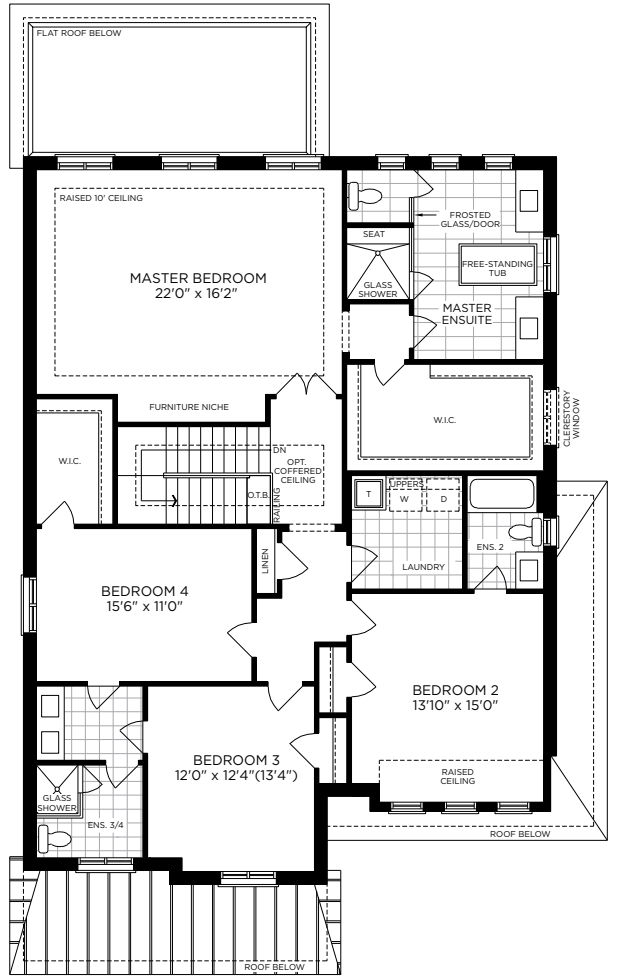 FLAT ROOF BELOW
RAISED 10' CEILING
MASTER BEDROOM
22'0" x 16'2"
FURNITURE NICHE
SEAT
GLASS
SHOWER
FROSTED
GLASS/DOOR
FREE-STANDING
TUB
MASTER
ENSUITE
W.I.C.
CLERESTORY
WINDOW
W.I.C.
DN
OPT.
COFFERED
CEILING
O.T.B.
RAILING
T
UPPERS
W
D
LAUNDRY
ENS. 2
LINEN
BEDROOM 4
15'6" x 11'0"
BEDROOM 2
13'10" x 15'0"
RAISED
CEILING
BEDROOM 3
12'0" x 12'4"(13'4")
GLASS
SHOWER
ENS. 3/4
ROOF BELOW
ROOF BELOW